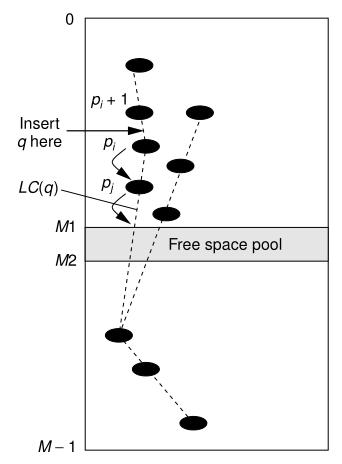 0
p_i + 1
Insert
q here
p_i
p_j
LC(q)
M1
Free space pool
M2
M – 1